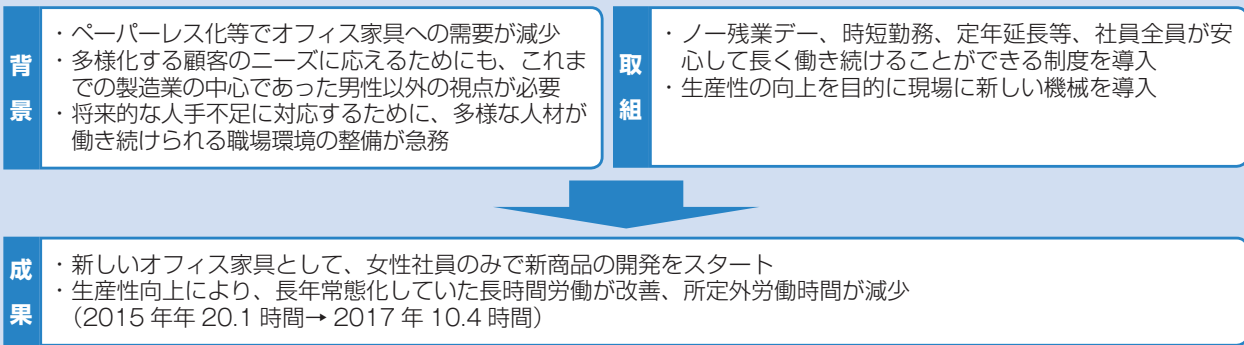 背景
・ペーパーレス化等でオフィス家具への需要が減少
・多様化する顧客のニーズに応えるためにも、これま
での製造業の中心であった男性以外の視点が必要
・将来的な人手不足に対応するために、多様な人材が
働き続けられる職場環境の整備が急務
取組
・ノー残業デー、時短勤務、定年延長等、社員全員が安
心して長く働き続けることができる制度を導入
・生産性の向上を目的に現場に新しい機械を導入
成果
・新しいオフィス家具として、女性社員のみで新商品の開発をスタート
・生産性向上により、長年常態化していた長時間労働が改善、所定外労働時間が減少
（2015 年年 20.1 時間→ 2017 年 10.4 時間）